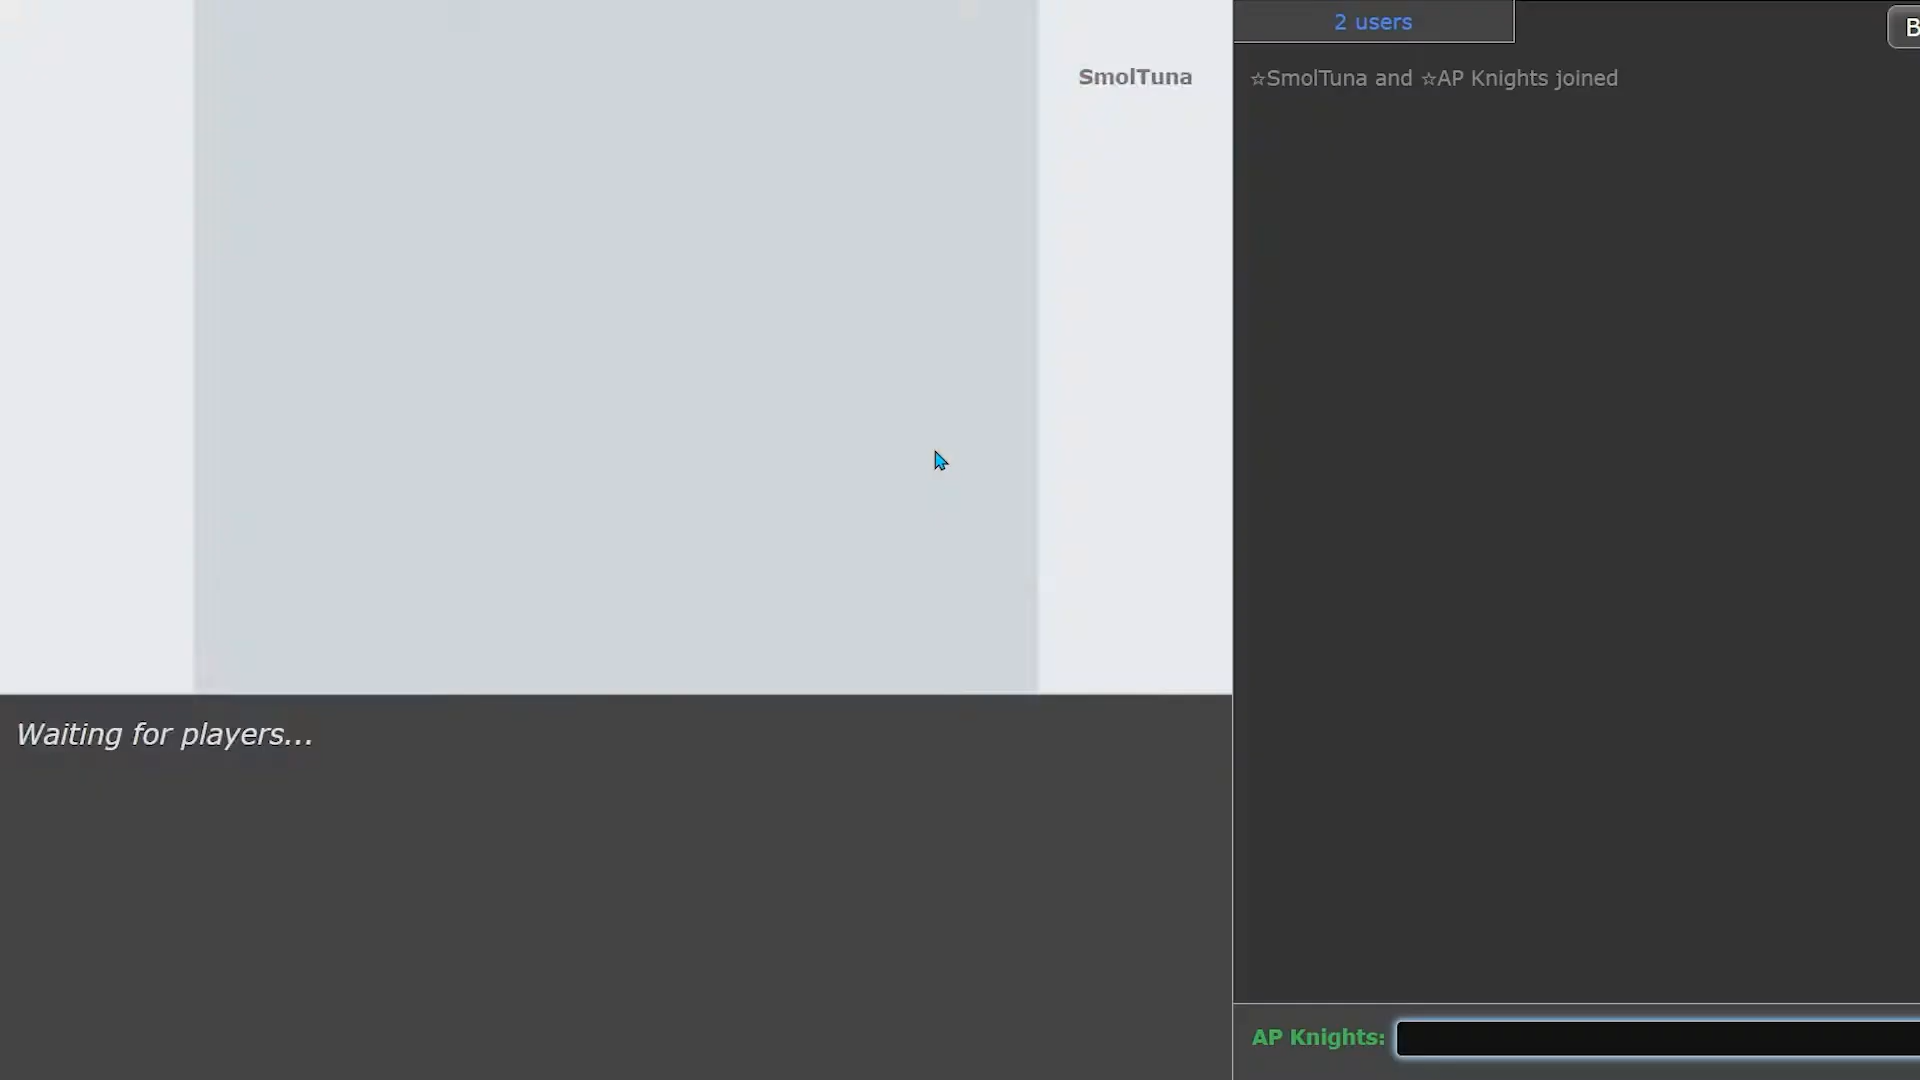 2 users
B
SmolTuna
☆SmolTuna and ☆AP Knights joined
Waiting for players...
AP Knights: